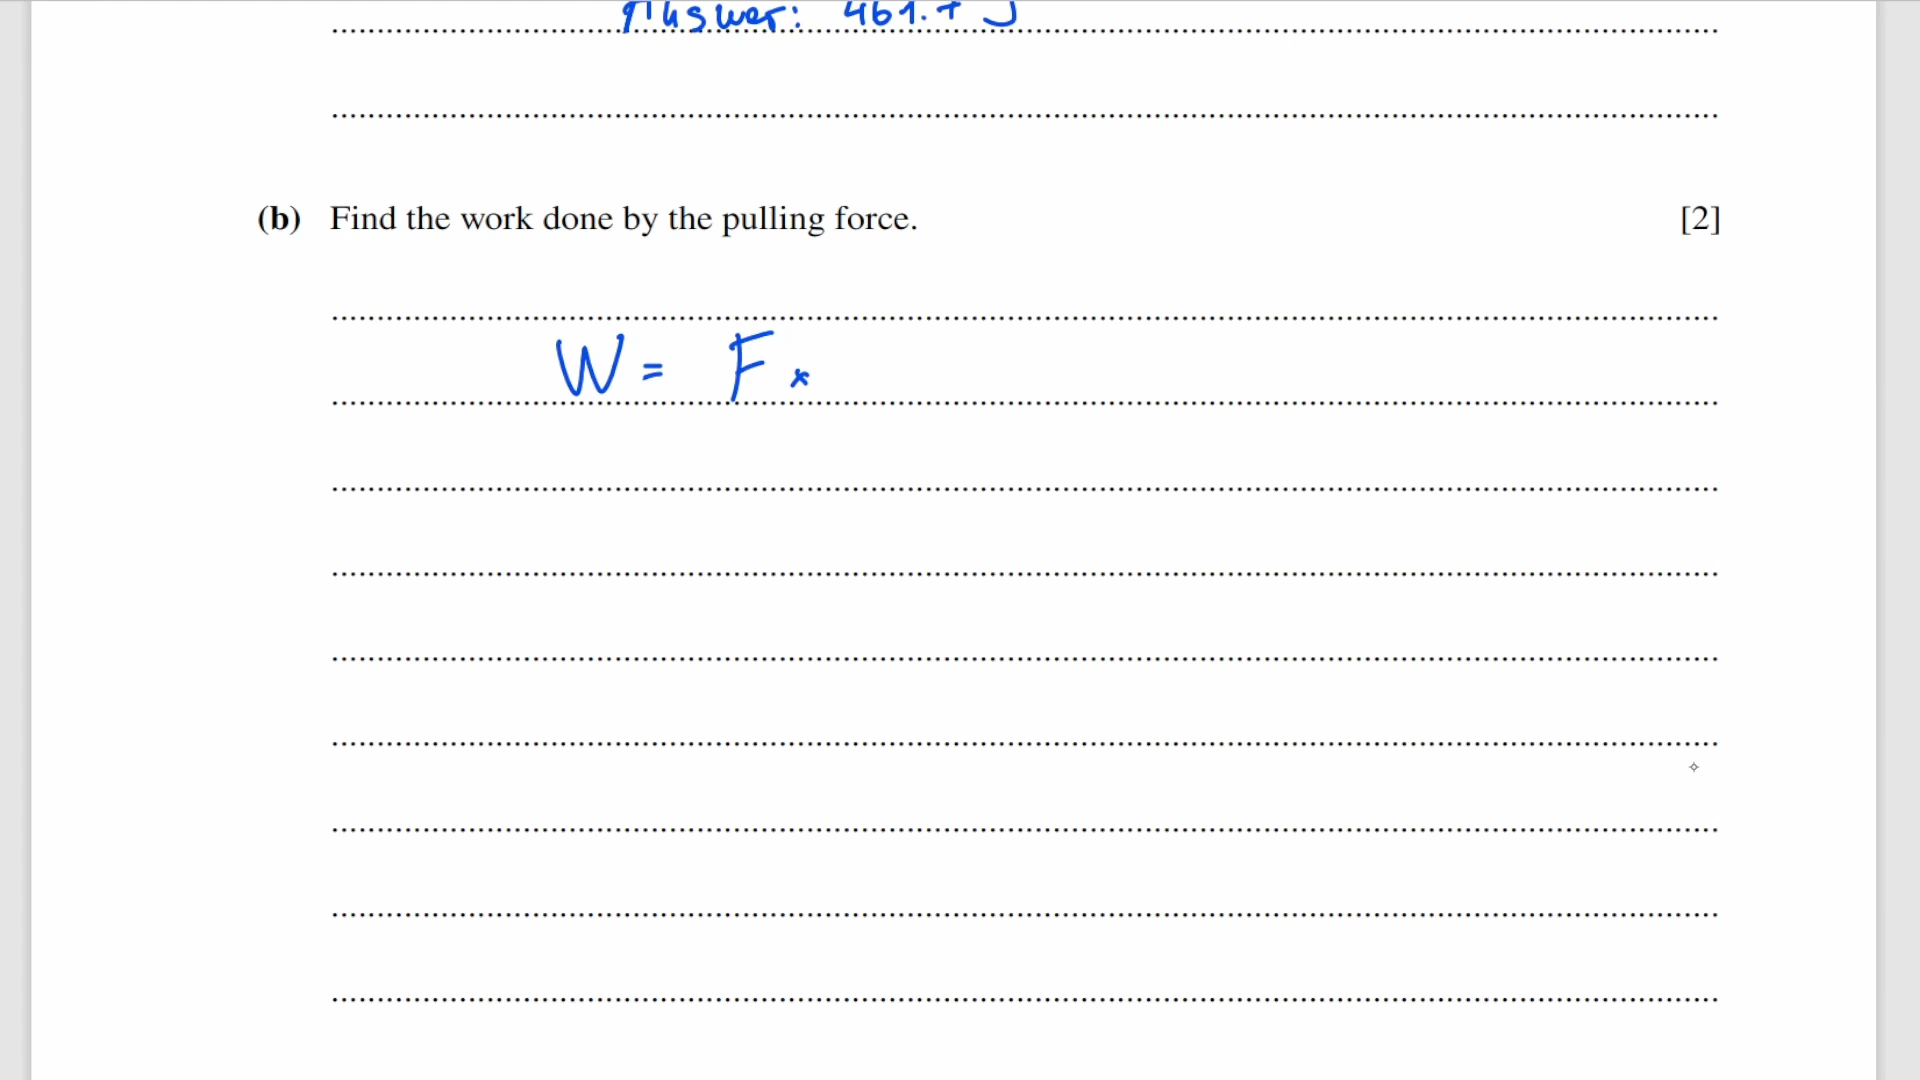 Answer: 461.7 J
(b) Find the work done by the pulling force. [2]
W = F ×